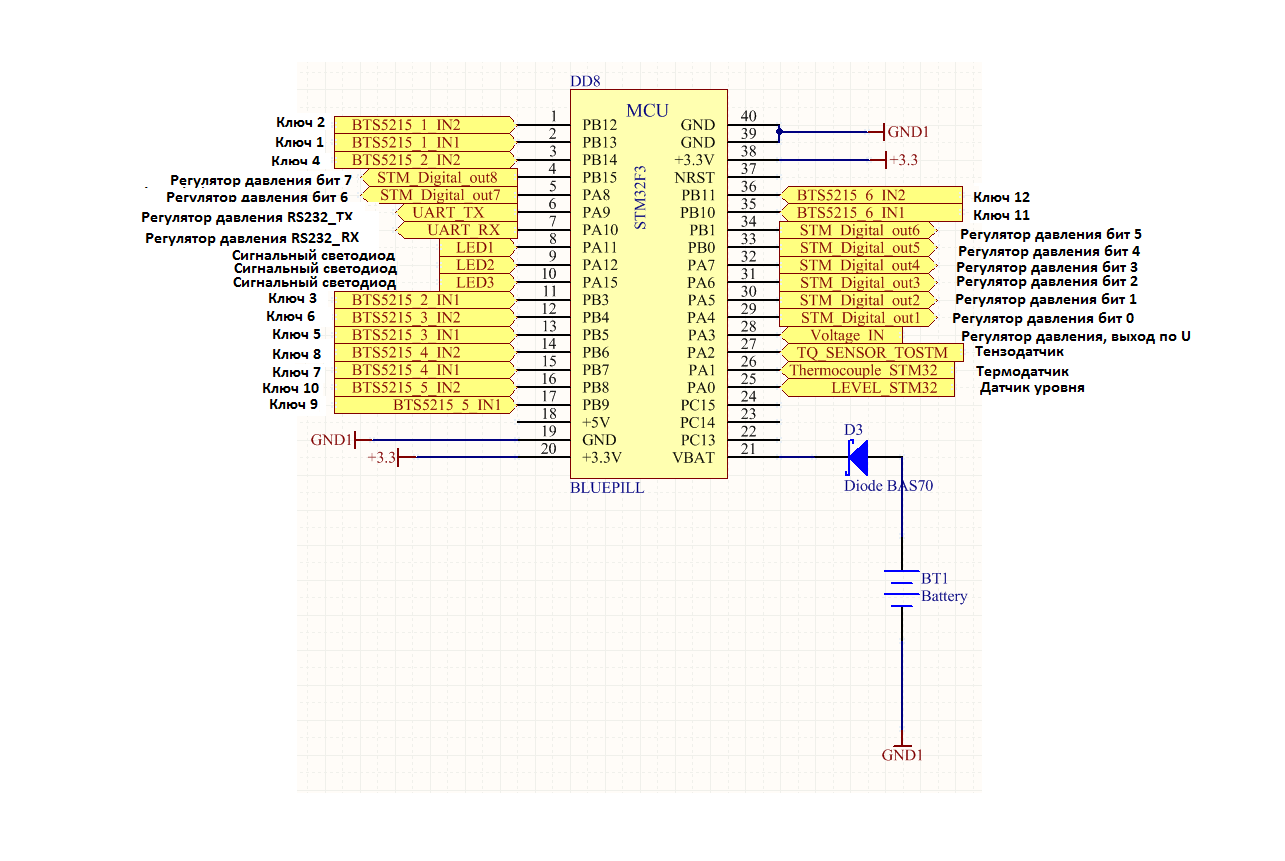 DD8
MCU
STM32F3
Ключ 2 BTS5215_1_IN2 1 PB12
Ключ 1 BTS5215_1_IN1 2 PB13
Ключ 4 BTS5215_2_IN2 3 PB14
Регулятор давления бит 7 STM_Digital_out8 4 PB15
Регулятор давления бит 6 STM_Digital_out7 5 PA8
Регулятор давления RS232_TX UART_TX 6 PA9
Регулятор давления RS232_RX UART_RX 7 PA10
Сигнальный светодиод LED1 8 PA11
Сигнальный светодиод LED2 9 PA12
Сигнальный светодиод LED3 10 PA15
Ключ 3 BTS5215_2_IN1 11 PB3
Ключ 6 BTS5215_3_IN2 12 PB4
Ключ 5 BTS5215_3_IN1 13 PB5
Ключ 8 BTS5215_4_IN2 14 PB6
Ключ 7 BTS5215_4_IN1 15 PB7
Ключ 10 BTS5215_5_IN2 16 PB8
Ключ 9 BTS5215_5_IN1 17 PB9
18 +5V
GND1 19 GND
+3.3 20 +3.3V
GND 40
GND 39 GND1
+3.3V 38 +3.3
NRST 37
PB11 36 BTS5215_6_IN2 Ключ 12
PB10 35 BTS5215_6_IN1 Ключ 11
PB1 34 STM_Digital_out6 Регулятор давления бит 5
PB0 33 STM_Digital_out5 Регулятор давления бит 4
PA7 32 STM_Digital_out4 Регулятор давления бит 3
PA6 31 STM_Digital_out3 Регулятор давления бит 2
PA5 30 STM_Digital_out2 Регулятор давления бит 1
PA4 29 STM_Digital_out1 Регулятор давления бит 0
PA3 28 Voltage_IN Регулятор давления, выход по U
PA2 27 TQ_SENSOR_TOSTM Тензодатчик
PA1 26 Thermocouple_STM32 Термодатчик
PA0 25 LEVEL_STM32 Датчик уровня
PC15 24
PC14 23
PC13 22
VBAT 21
BLUEPILL
D3
Diode BAS70
BT1
Battery
GND1